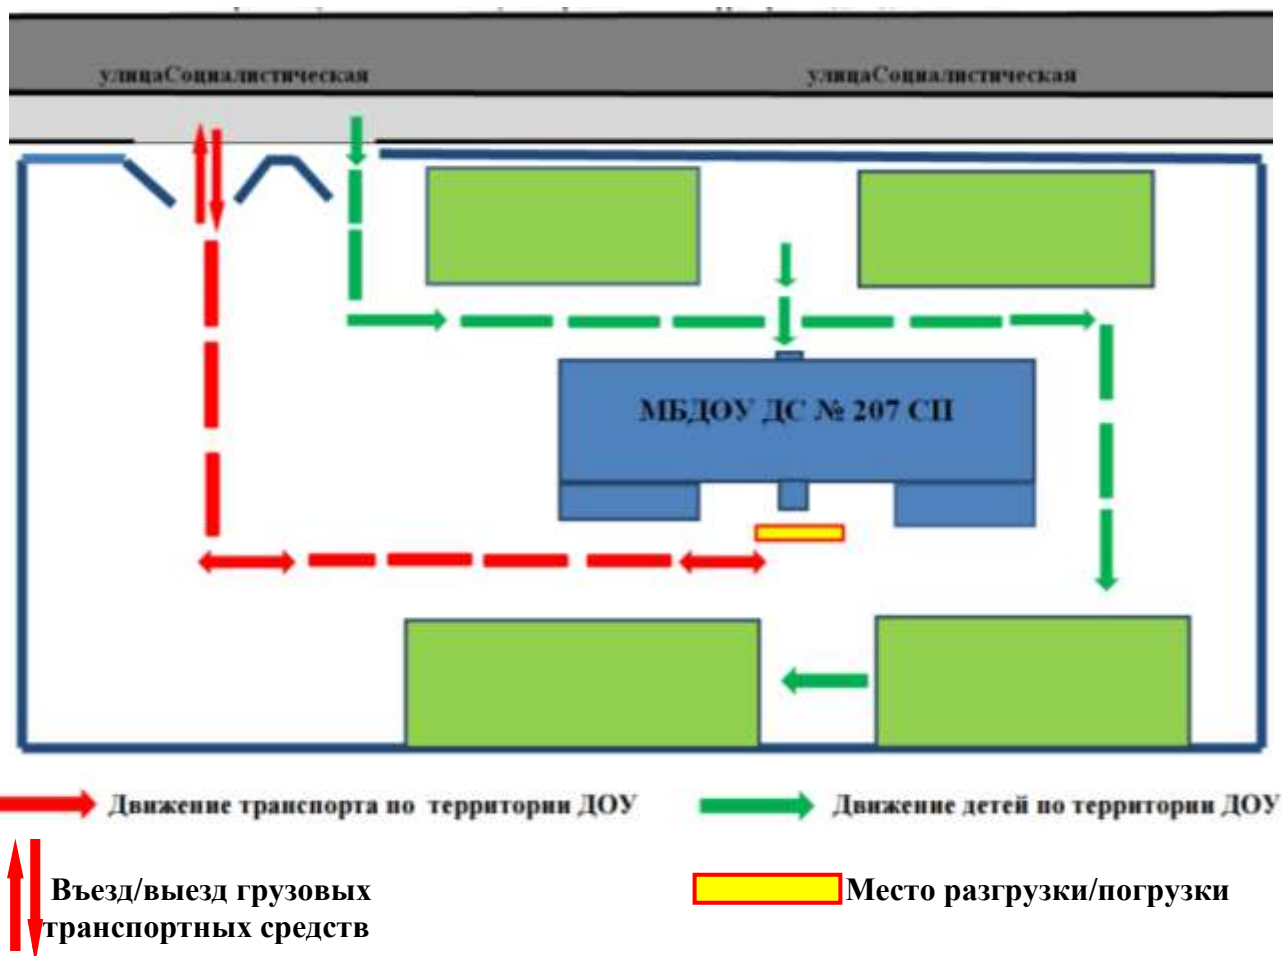 улицаСоциалистическая улицаСоциалистическая
МБДОУ ДС № 207 СП
Движение транспорта по территории ДОУ
Движение детей по территории ДОУ
Въезд/выезд грузовых
транспортных средств
Место разгрузки/погрузки